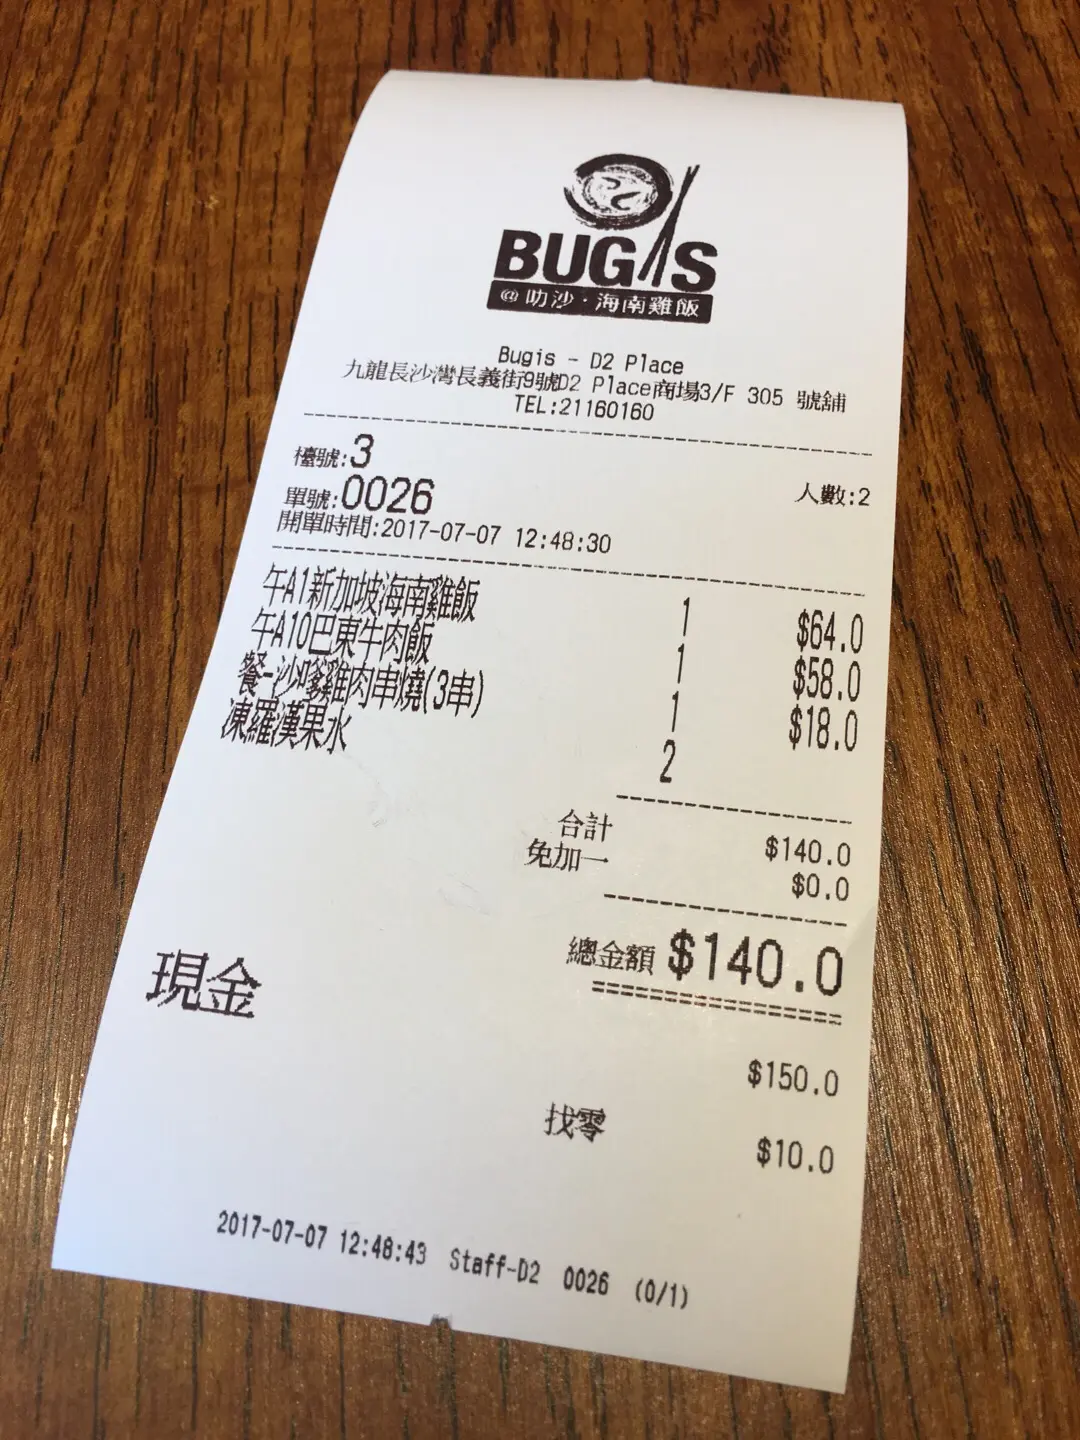 BUGIS
@ 叻沙·海南雞飯
Bugis - D2 Place
九龍長沙灣長義街9號D2 Place商場3/F 305 號舖
TEL:21160160
檯號:3
單號:0026 人數:2
開單時間:2017-07-07 12:48:30
午A1新加坡海南雞飯 1 $64.0
午A10巴東牛肉飯 1 $58.0
餐-沙嗲雞肉串燒(3串) 1 $18.0
凍羅漢果水 2
合計 $140.0
免加一 $0.0
總金額 $140.0
現金
$150.0
找零 $10.0
2017-07-07 12:48:43 Staff-D2 0026 (0/1)